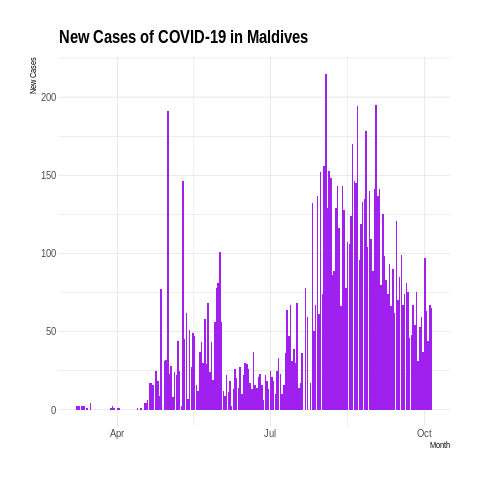 New Cases of COVID-19 in Maldives
New Cases
200
150
100
50
0
Apr
Jul
Oct
Month